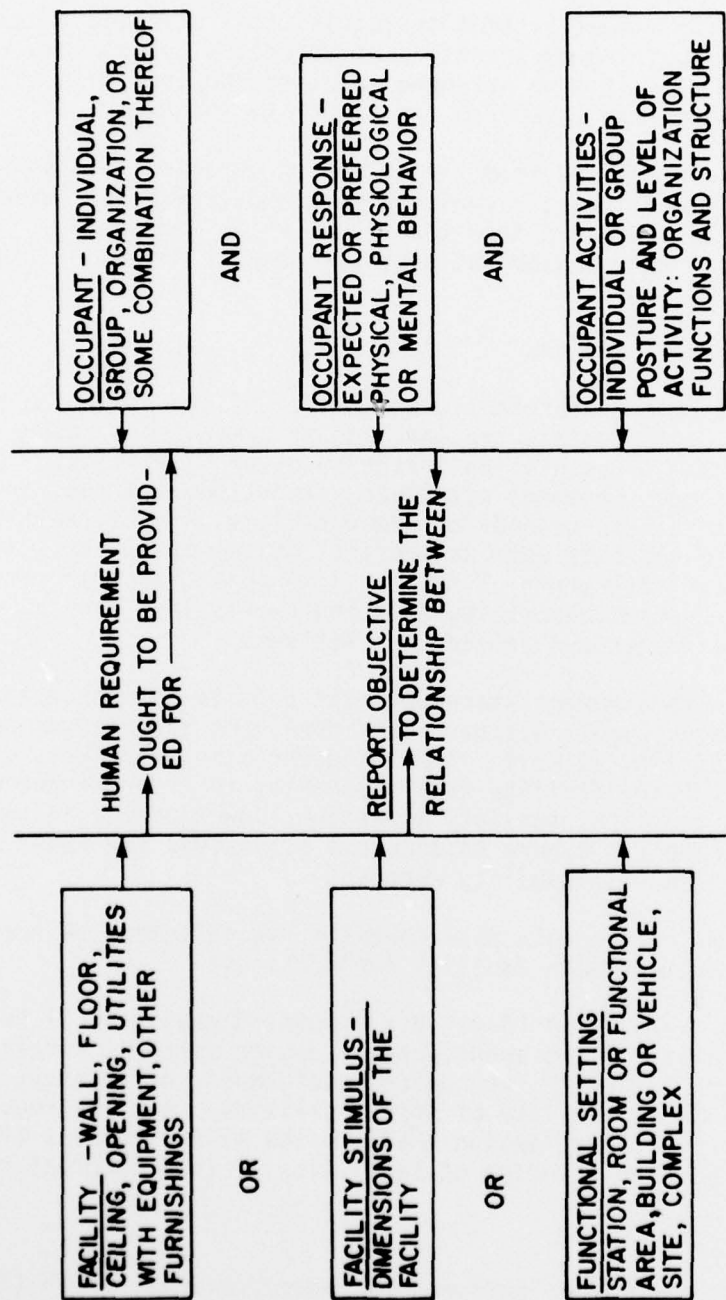 FACILITY -WALL, FLOOR,
CEILING, OPENING, UTILITIES
WITH EQUIPMENT, OTHER
FURNISHINGS
OR
FACILITY STIMULUS-
DIMENSIONS OF THE
FACILITY
OR
FUNCTIONAL SETTING
STATION, ROOM OR FUNCTIONAL
AREA, BUILDING OR VEHICLE,
SITE, COMPLEX
HUMAN REQUIREMENT
OUGHT TO BE PROVID-
ED FOR
REPORT OBJECTIVE
TO DETERMINE THE
RELATIONSHIP BETWEEN
OCCUPANT- INDIVIDUAL,
GROUP, ORGANIZATION, OR
SOME COMBINATION THEREOF
AND
OCCUPANT RESPONSE-
EXPECTED OR PREFERRED
PHYSICAL, PHYSIOLOGICAL
OR MENTAL BEHAVIOR
AND
OCCUPANT ACTIVITIES-
INDIVIDUAL OR GROUP
POSTURE AND LEVEL OF
ACTIVITY: ORGANIZATION
FUNCTIONS AND STRUCTURE